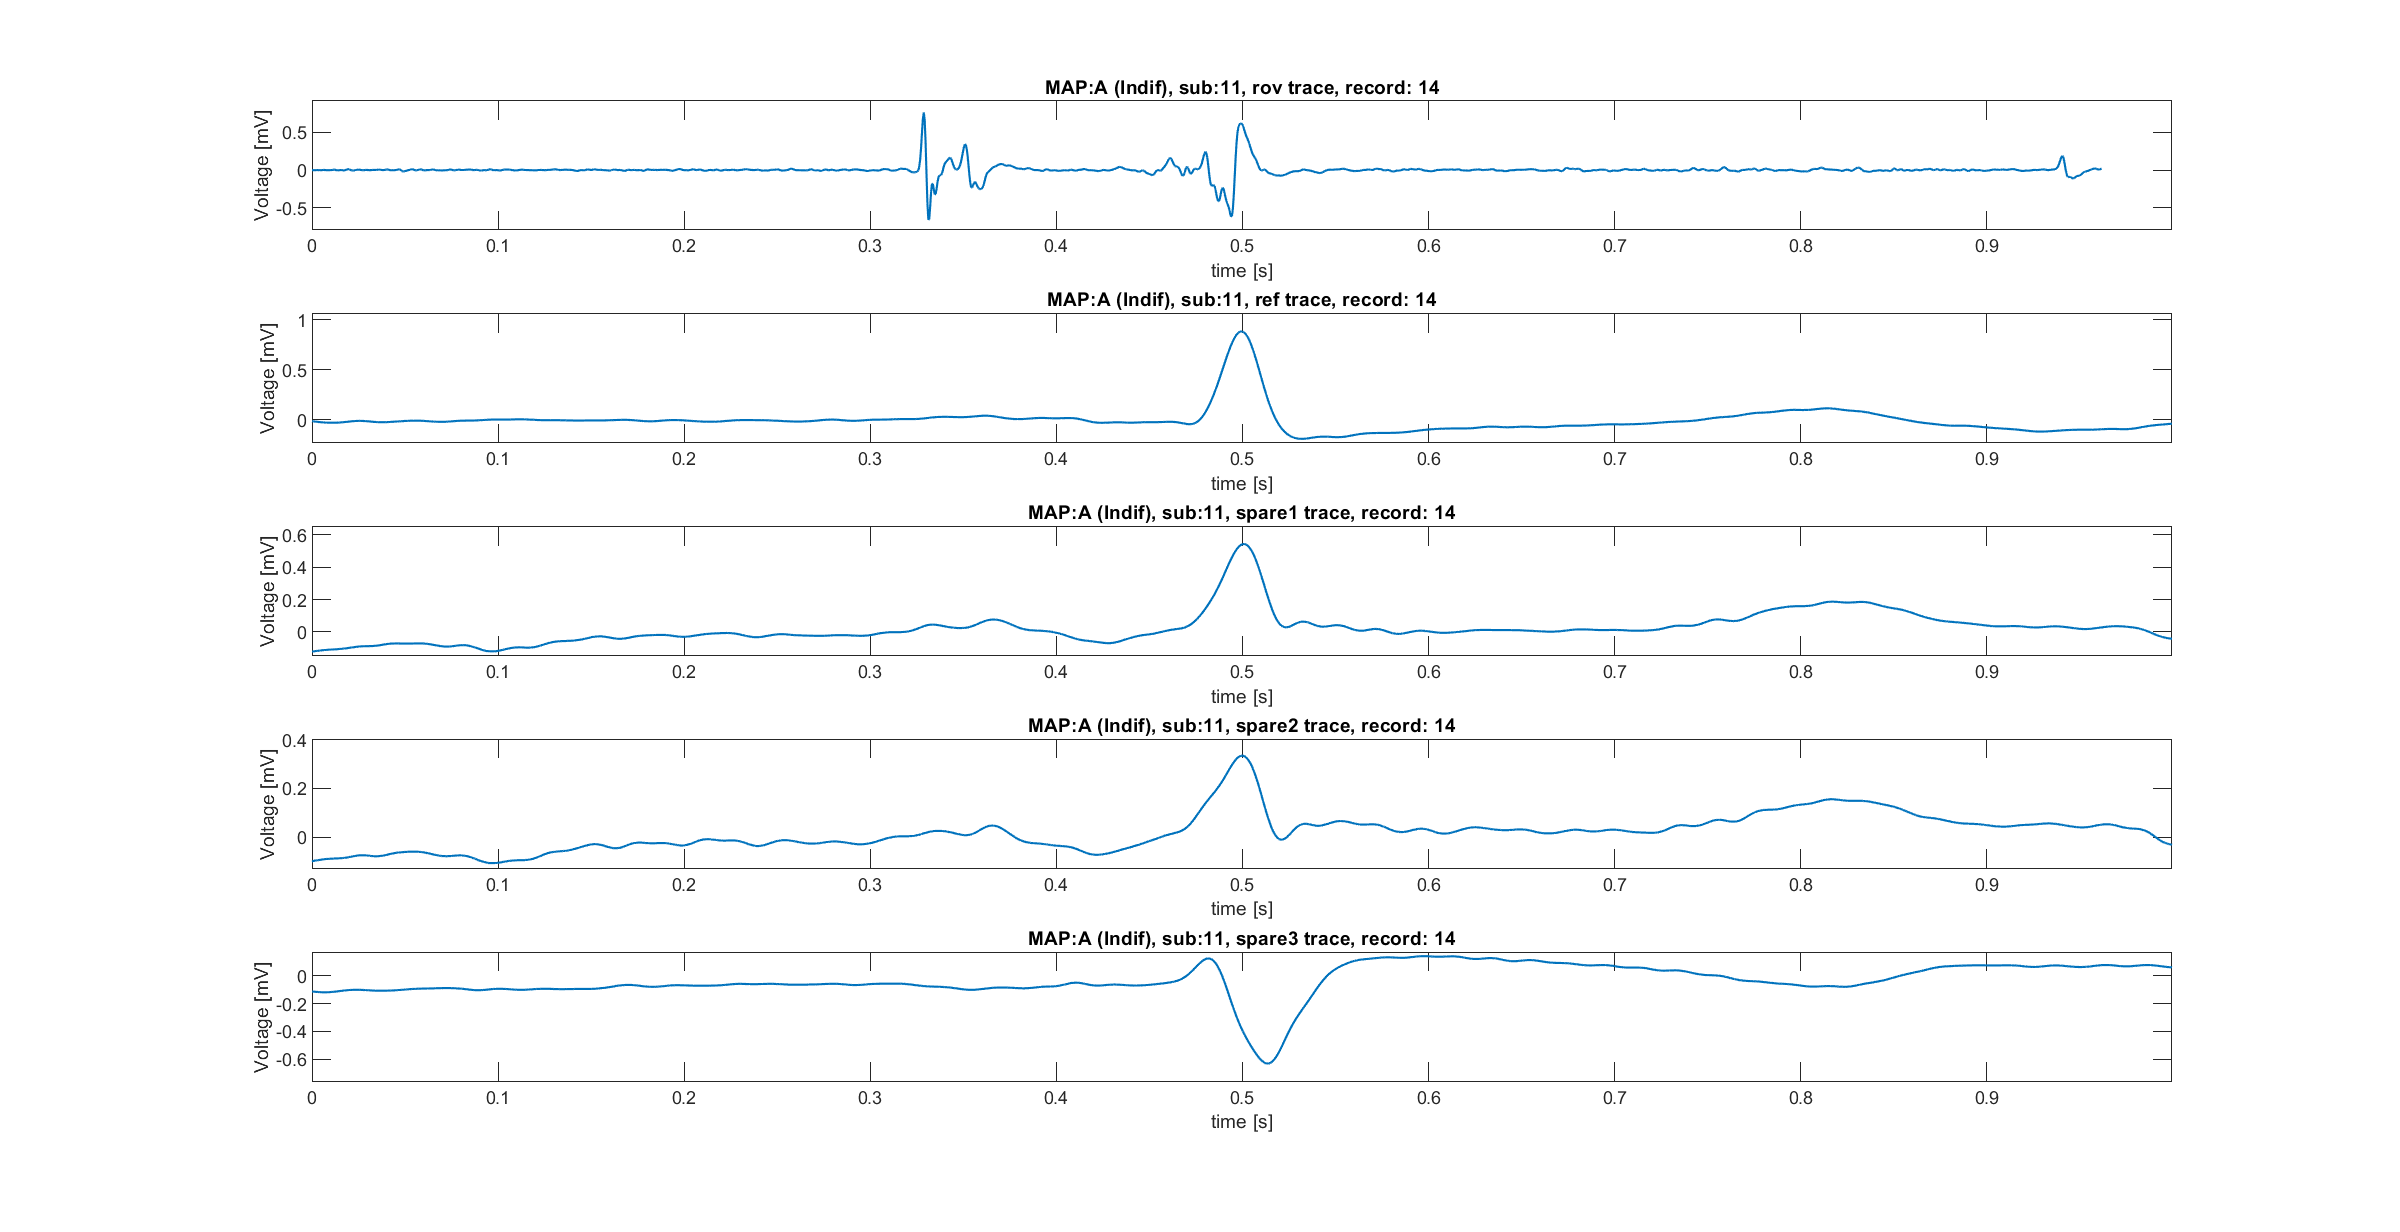 MAP:A (Indif), sub:11, rov trace, record: 14
Voltage [mV]
0.5
0
-0.5
0 0.1 0.2 0.3 0.4 0.5 0.6 0.7 0.8 0.9
time [s]
MAP:A (Indif), sub:11, ref trace, record: 14
Voltage [mV]
1
0.5
0
0 0.1 0.2 0.3 0.4 0.5 0.6 0.7 0.8 0.9
time [s]
MAP:A (Indif), sub:11, spare1 trace, record: 14
Voltage [mV]
0.6
0.4
0.2
0
0 0.1 0.2 0.3 0.4 0.5 0.6 0.7 0.8 0.9
time [s]
MAP:A (Indif), sub:11, spare2 trace, record: 14
Voltage [mV]
0.4
0.2
0
0 0.1 0.2 0.3 0.4 0.5 0.6 0.7 0.8 0.9
time [s]
MAP:A (Indif), sub:11, spare3 trace, record: 14
Voltage [mV]
0
-0.2
-0.4
-0.6
0 0.1 0.2 0.3 0.4 0.5 0.6 0.7 0.8 0.9
time [s]